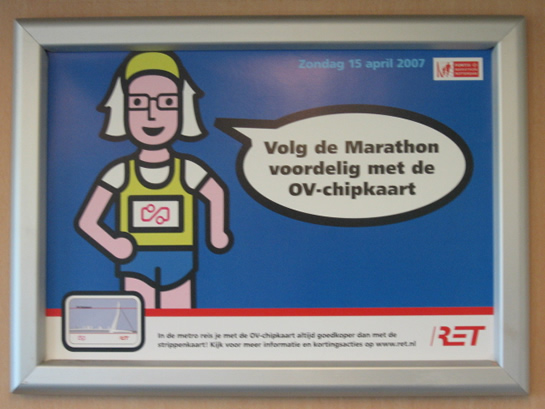 Zondag 15 april 2007
Volg de Marathon
voordelig met de
OV-chipkaart
In de metro reis je met de OV-chipkaart altijd goedkoper dan met de
strippenkaart! Kijk voor meer informatie en kortingsacties op www.ret.nl
RET